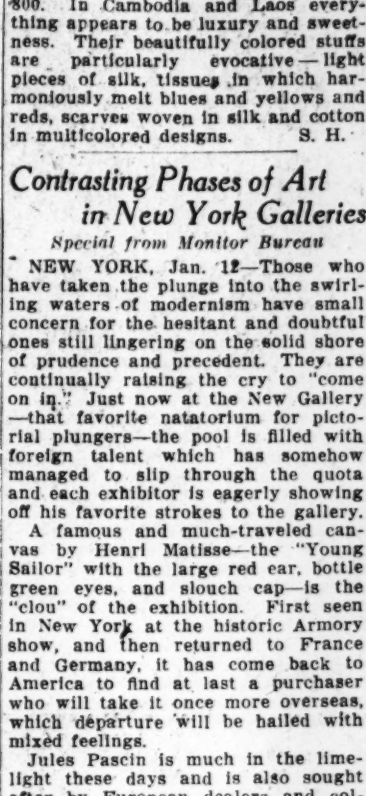 800. In Cambodia and Laos every-
thing appears to be luxury and sweet-
ness. Their beautifully colored stuffs
are particularly evocative—light
pieces of silk, tissues in which har-
moniously melt blues and yellows and
reds, scarves woven in silk and cotton
in multicolored designs. S. H.
Contrasting Phases of Art
in New York Galleries
Special from Monitor Bureau
NEW YORK, Jan. 12—Those who
have taken the plunge into the swirl-
ing waters of modernism have small
concern for the hesitant and doubtful
ones still lingering on the solid shore
of prudence and precedent. They are
continually raising the cry to "come
on in." Just now at the New Gallery
—that favorite natatorium for picto-
rial plungers—the pool is filled with
foreign talent which has somehow
managed to slip through the quota
and each exhibitor is eagerly showing
off his favorite strokes to the gallery.
A famous and much-traveled can-
vas by Henri Matisse—the "Young
Sailor" with the large red ear, bottle
green eyes, and slouch cap—is the
"clou" of the exhibition. First seen
in New York at the historic Armory
show, and then returned to France
and Germany, it has come back to
America to find at last a purchaser
who will take it once more overseas,
which departure will be hailed with
mixed feelings.
Jules Pascin is much in the lime-
light these days and is also sought
often by European dealers and col-